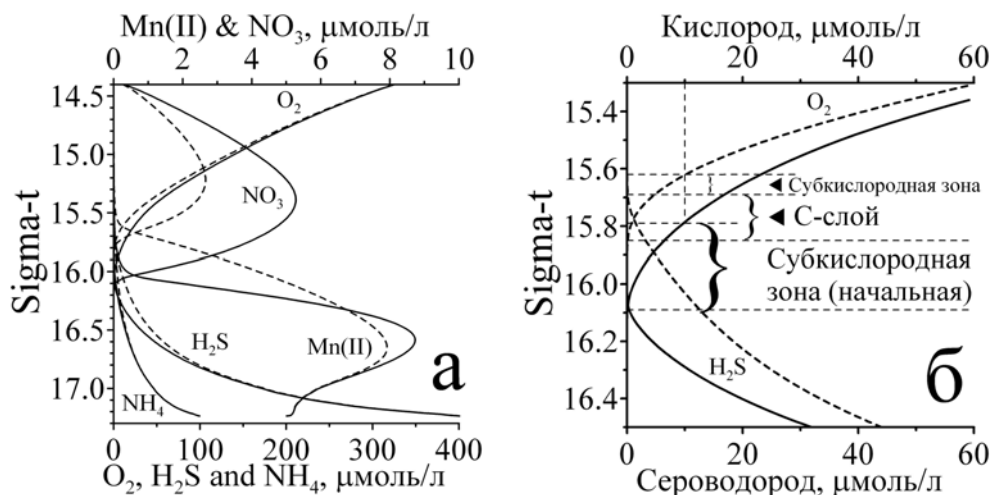 Mn(II) & NO₃, μмоль/л
0 2 4 6 8 10
14.5
15.0
15.5
16.0
16.5
17.0
Sigma-t
O₂
NO₃
H₂S
Mn(II)
NH₄
а
0 100 200 300 400
O₂, H₂S and NH₄, μмоль/л
Кислород, μмоль/л
0 20 40 60
15.4
15.6
15.8
16.0
16.2
16.4
Sigma-t
O₂
◄ Субкислородная зона
◄ С-слой
Субкислородная
зона (начальная)
H₂S
б
0 20 40 60
Сероводород, μмоль/л